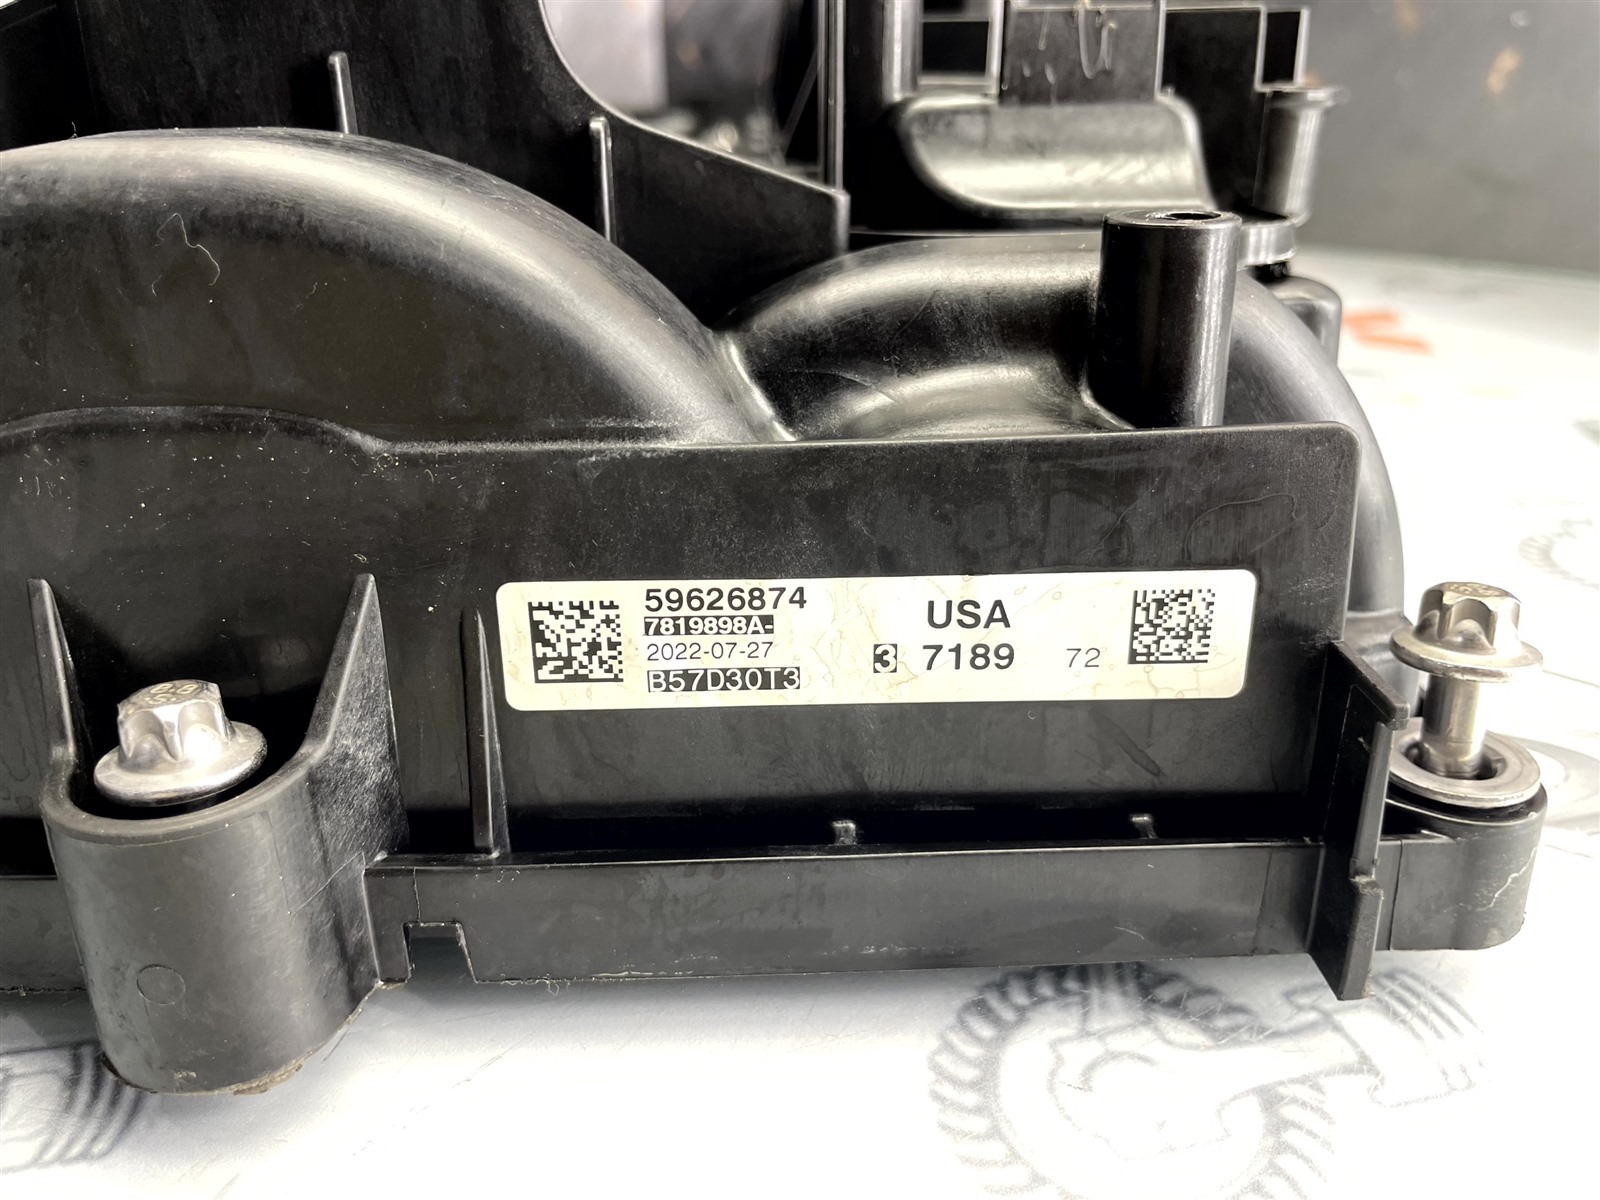 59626874
7819898A-
2022-07-27
B57D30T3
USA
3 7189 72